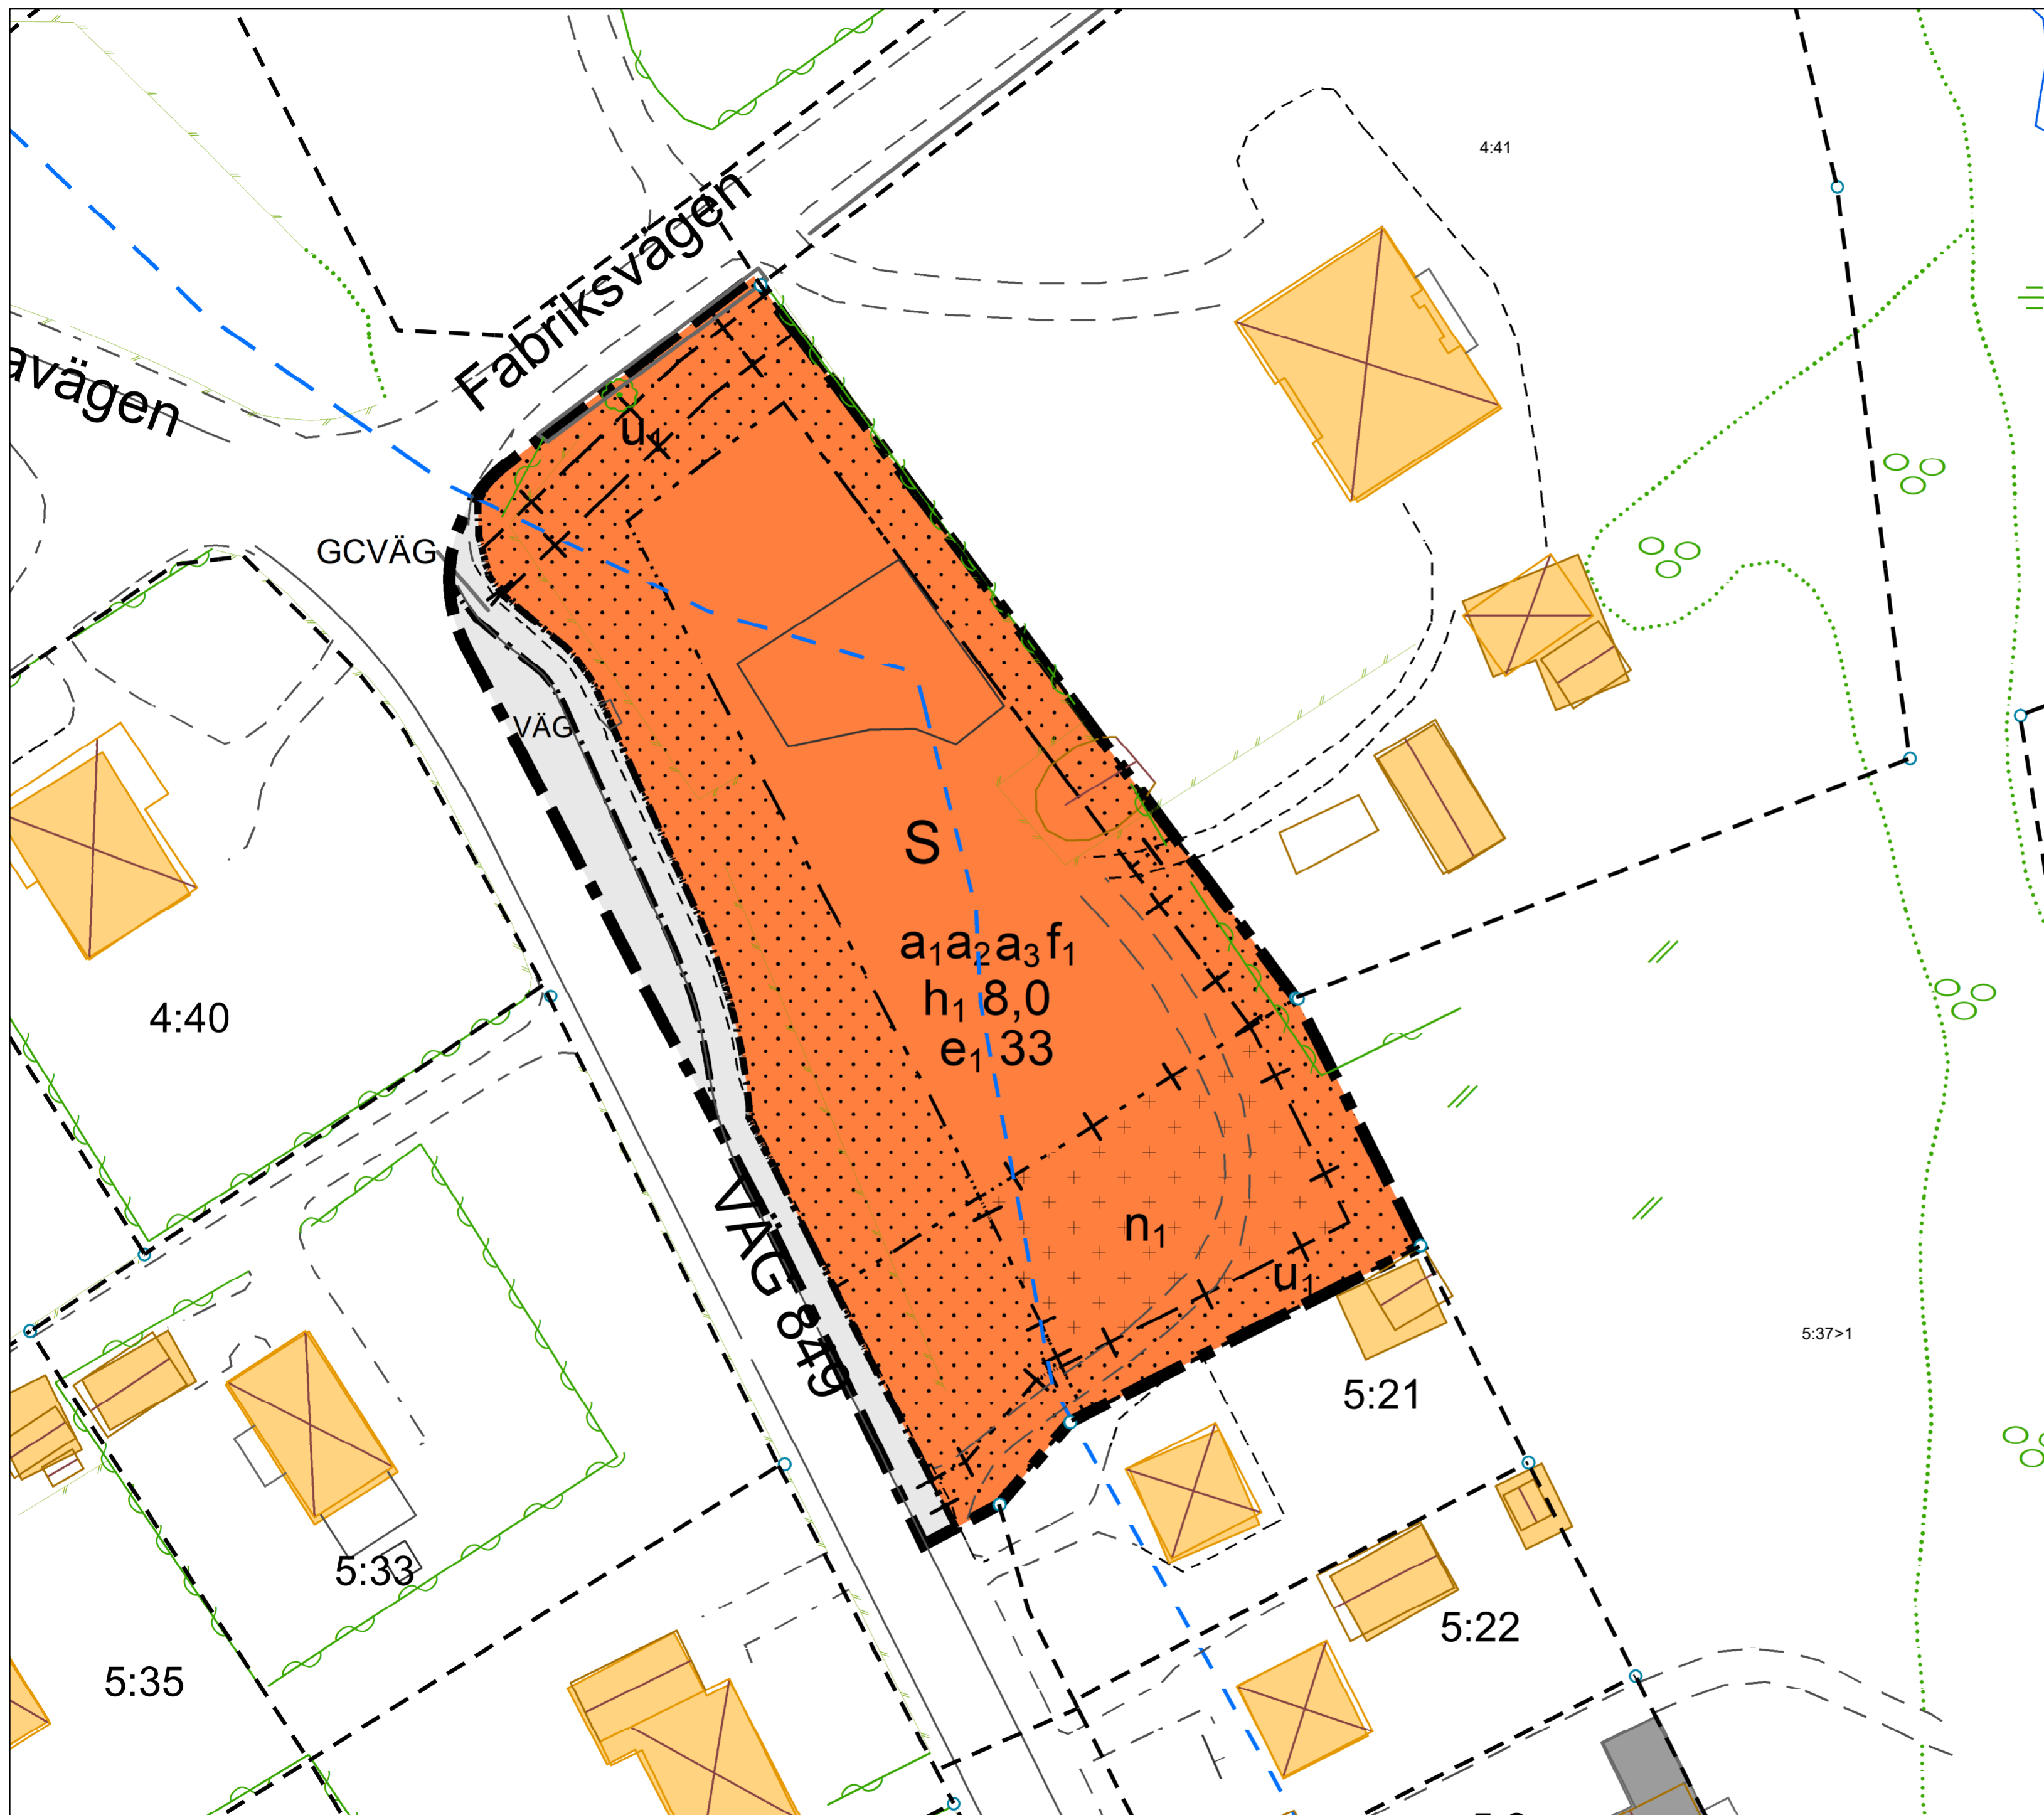 4:41
Fabriksvägen
avägen
u₁
GCVÄG
VÄG
S
a₁a₂a₃f₁
h₁ 8,0
e₁ 33
4:40
n₁
VÄG 849
u₁
5:37>1
5:21
5:33
5:22
5:35